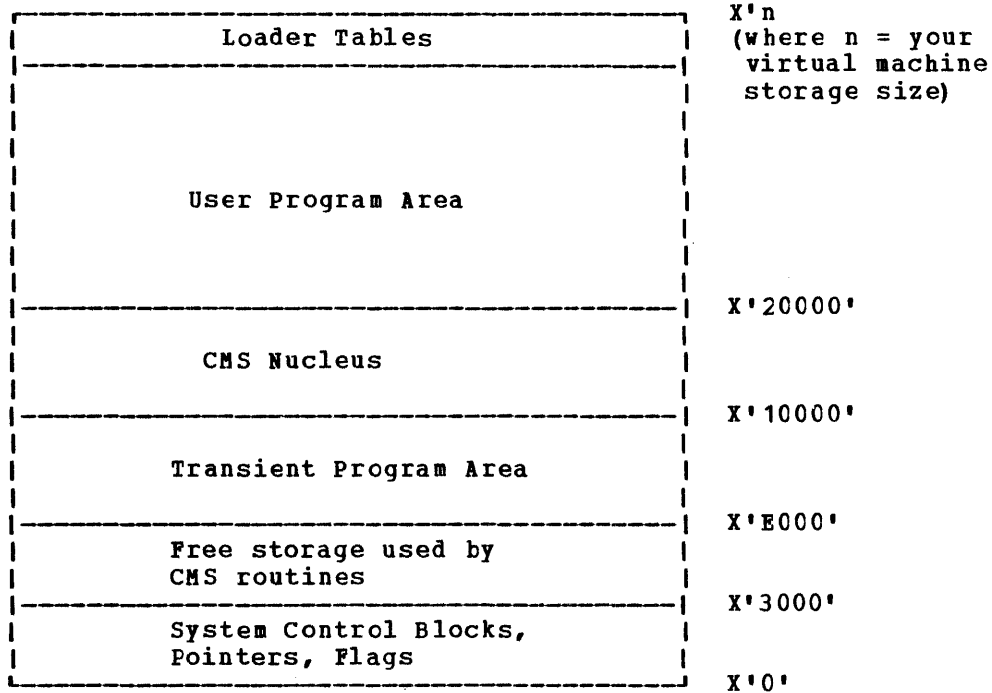 X'n
Loader Tables
(where n = your
virtual machine
storage size)
User Program Area
X'20000'
CMS Nucleus
X'10000'
Transient Program Area
X'E000'
Free storage used by
CMS routines
X'3000'
System Control Blocks,
Pointers, Flags
X'0'